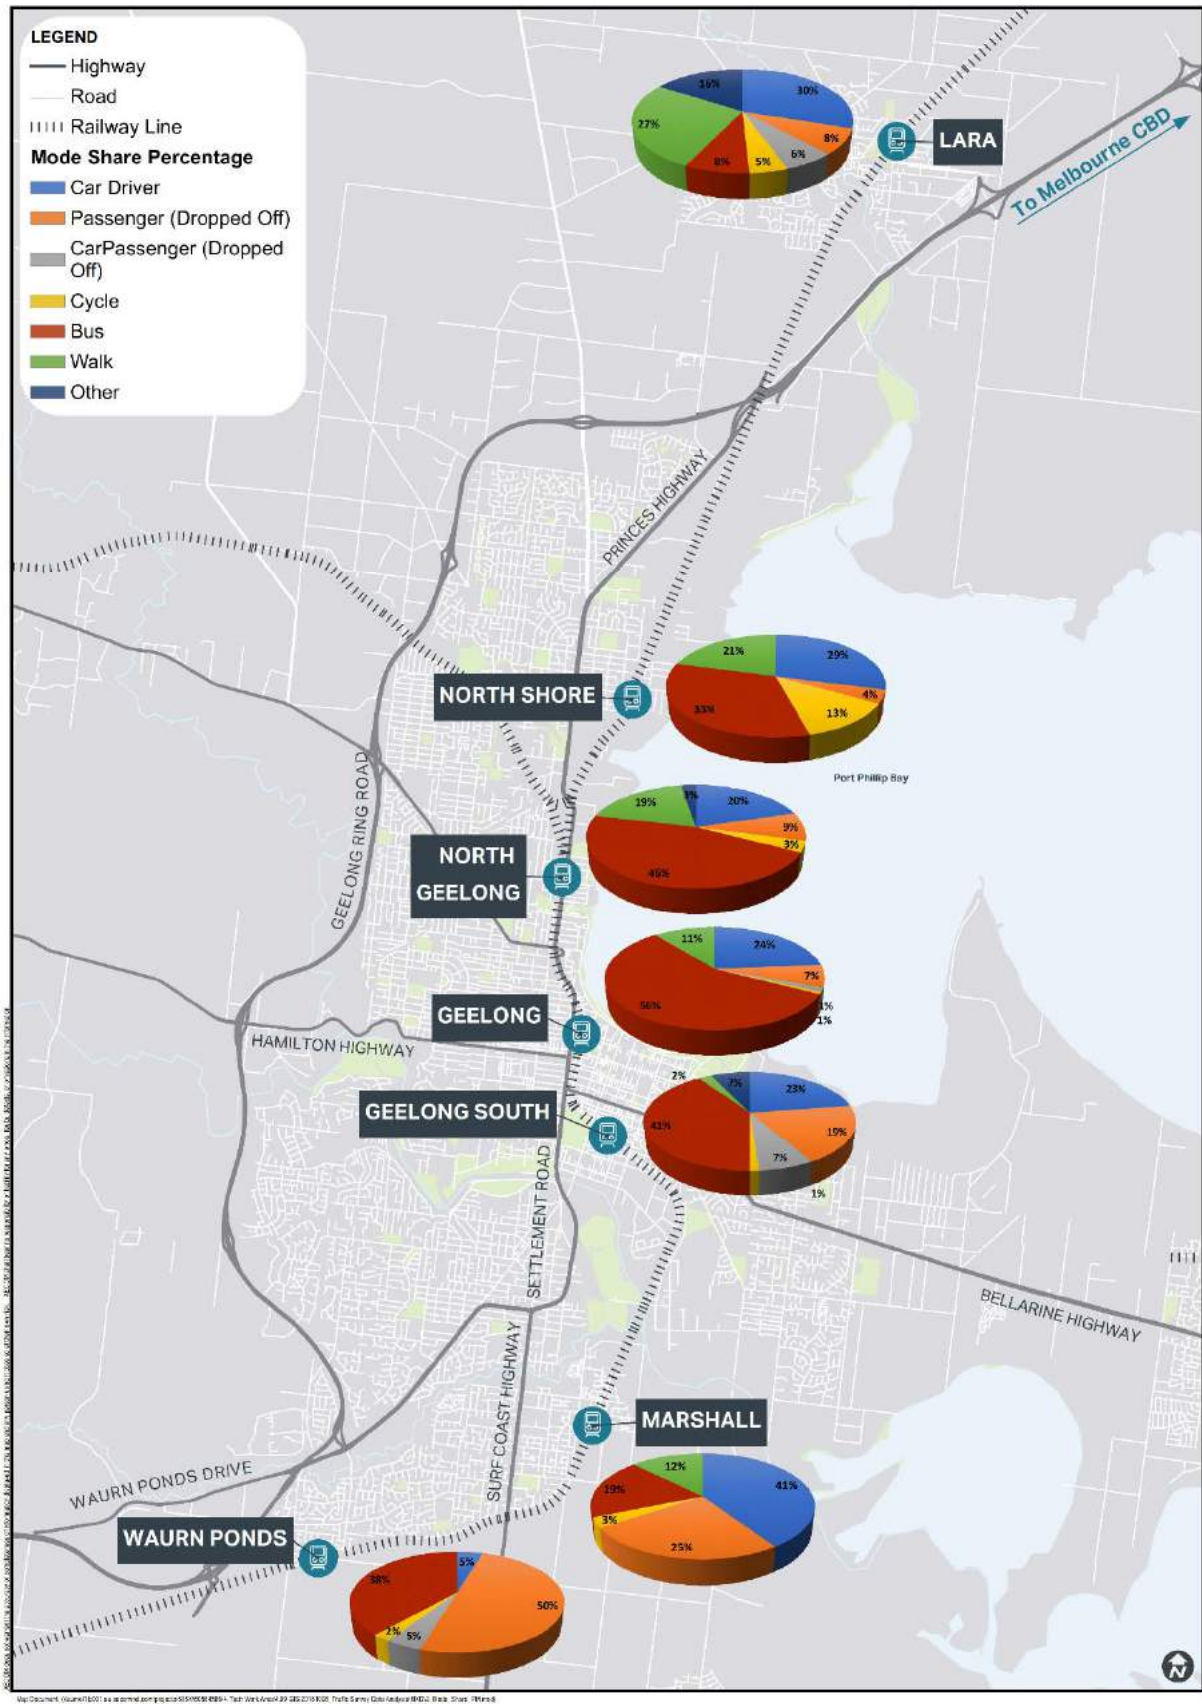 LEGEND
Highway
Road
Railway Line
Mode Share Percentage
Car Driver
Passenger (Dropped Off)
CarPassenger (Dropped
Off)
Cycle
Bus
Walk
Other
16%
30%
27%
8%
8%
5%
6%
LARA
To Melbourne CBD
PRINCES HIGHWAY
21%
29%
NORTH SHORE
4%
33%
13%
Port Phillip Bay
GEELONG RING ROAD
19%
3%
20%
9%
3%
NORTH
GEELONG
46%
11%
24%
7%
56%
1%
1%
GEELONG
HAMILTON HIGHWAY
2%
7%
23%
GEELONG SOUTH
41%
19%
7%
1%
SETTLEMENT ROAD
BELLARINE HIGHWAY
SURF COAST HIGHWAY
MARSHALL
12%
41%
19%
3%
25%
WAURN PONDS DRIVE
WAURN PONDS
5%
38%
50%
2%
5%
N